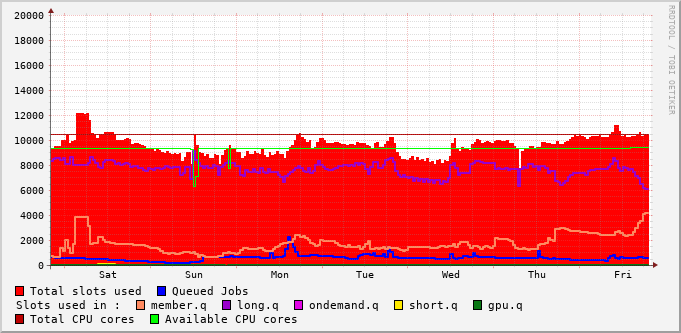 20000
18000
16000
14000
12000
10000
8000
6000
4000
2000
0
Sat Sun Mon Tue Wed Thu Fri
Total slots used Queued Jobs
Slots used in : member.q long.q ondemand.q short.q gpu.q
Total CPU cores Available CPU cores
RRDTOOL / TOBI OETIKER